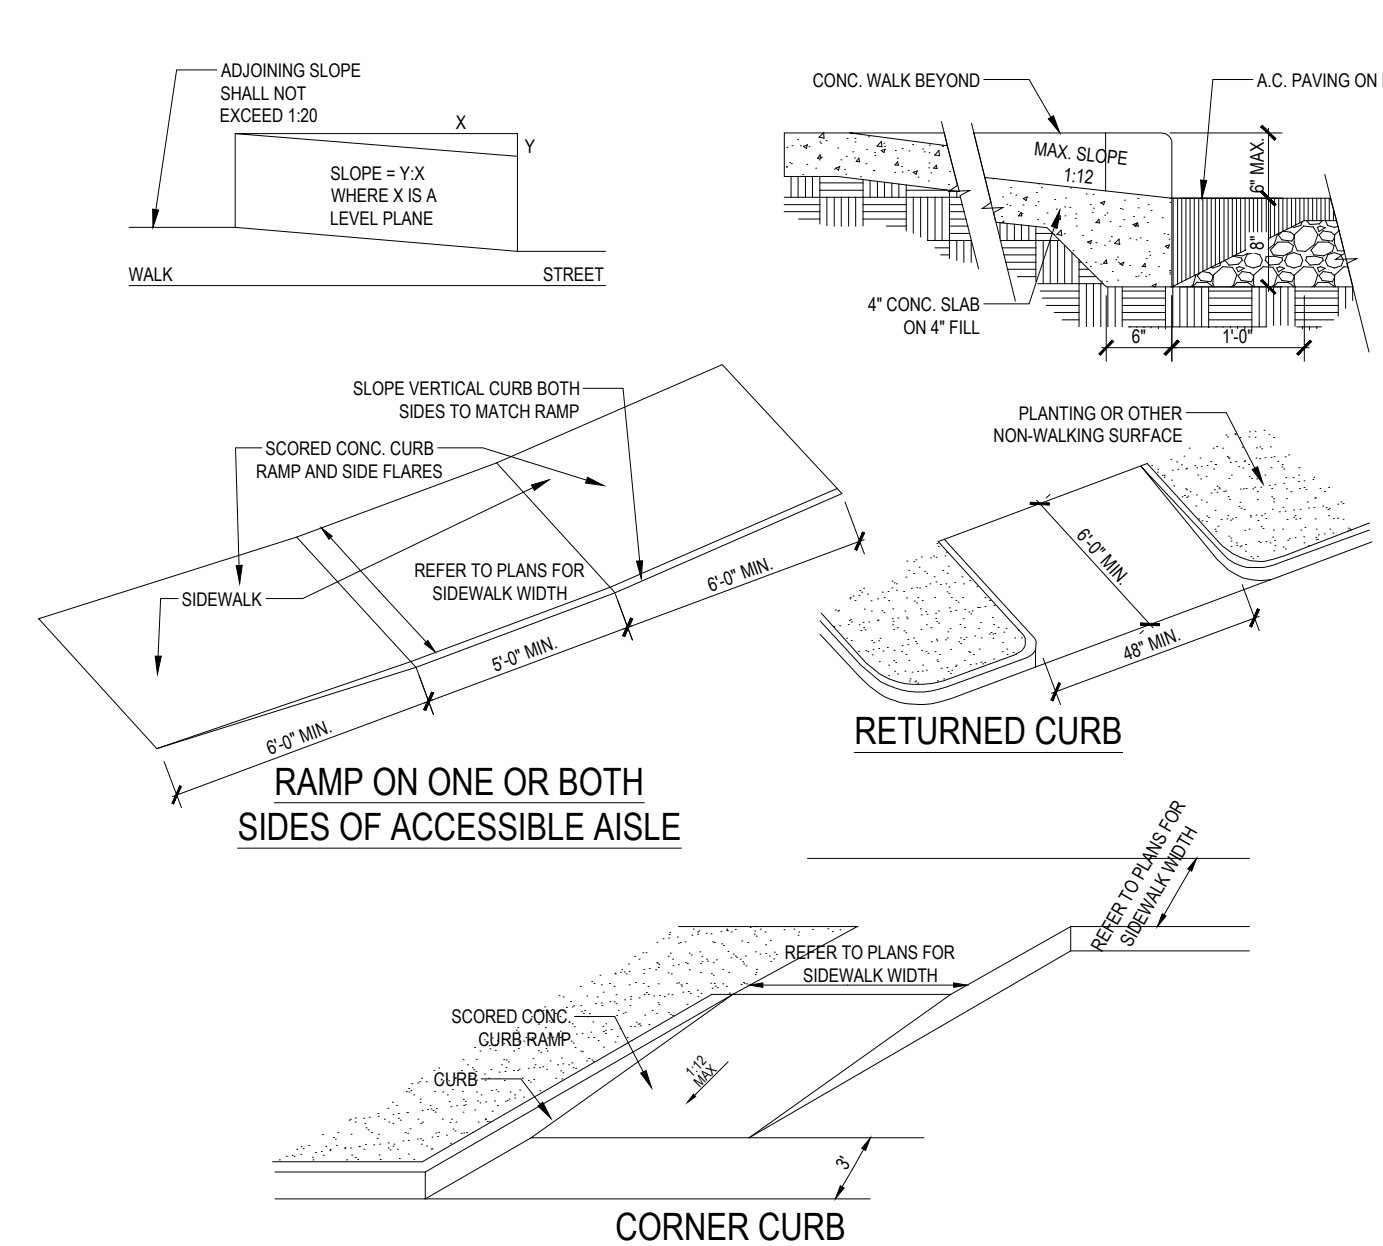 ADJOINING SLOPE
SHALL NOT
EXCEED 1:20
X
Y
SLOPE = Y:X
WHERE X IS A
LEVEL PLANE
WALK
STREET
CONC. WALK BEYOND
A.C. PAVING ON
MAX. SLOPE
1:12
6" MAX.
8"
4" CONC. SLAB
ON 4" FILL
6"
1'-0"
SLOPE VERTICAL CURB BOTH
SIDES TO MATCH RAMP
SCORED CONC. CURB
RAMP AND SIDE FLARES
REFER TO PLANS FOR
SIDEWALK WIDTH
SIDEWALK
6'-0" MIN.
5'-0" MIN.
6'-0" MIN.
RAMP ON ONE OR BOTH
SIDES OF ACCESSIBLE AISLE
PLANTING OR OTHER
NON-WALKING SURFACE
6'-0" MIN.
48" MIN.
RETURNED CURB
REFER TO PLANS FOR
SIDEWALK WIDTH
REFER TO PLANS FOR
SIDEWALK WIDTH
SCORED CONC.
CURB RAMP
1:12
MAX
CURB
3'
CORNER CURB